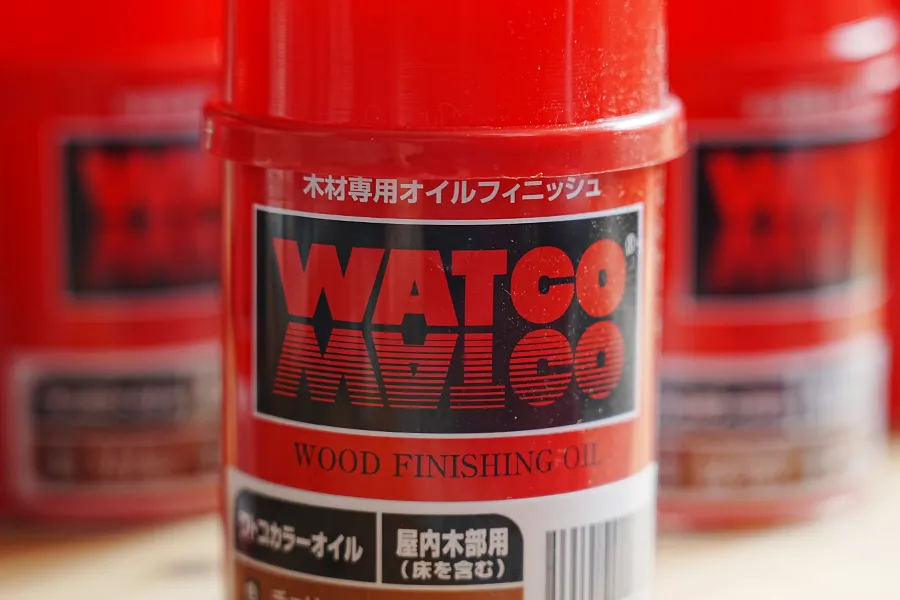 木材専用オイルフィニッシュ
WATCO®
WATCO
WOOD FINISHING OIL
ワトコカラーオイル
屋内木部用
(床を含む)